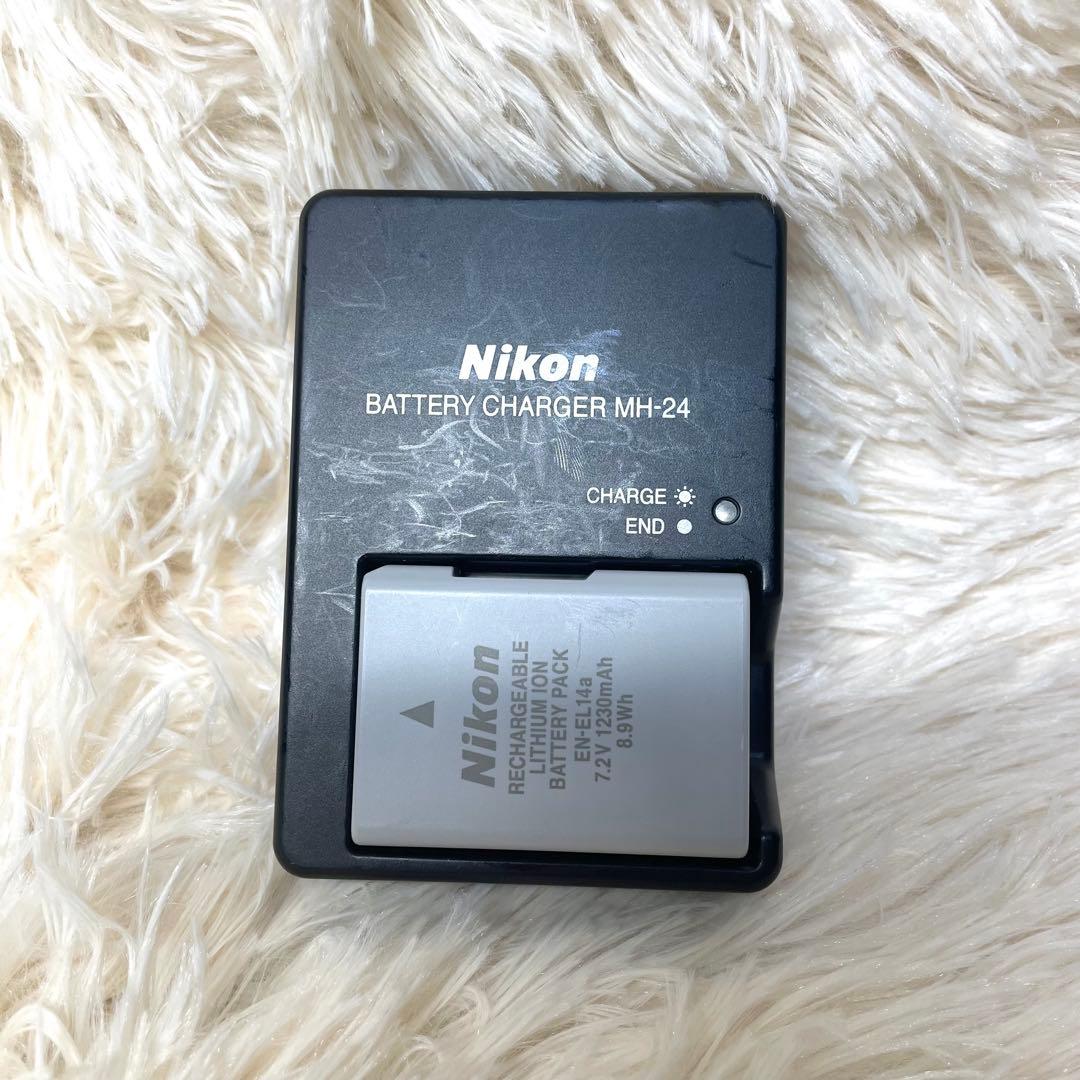 Nikon
BATTERY CHARGER MH-24
CHARGE
END
Nikon
RECHARGEABLE
LITHIUM ION
BATTERY PACK
EN-EL14a
7.2V 1230mAh
8.9Wh